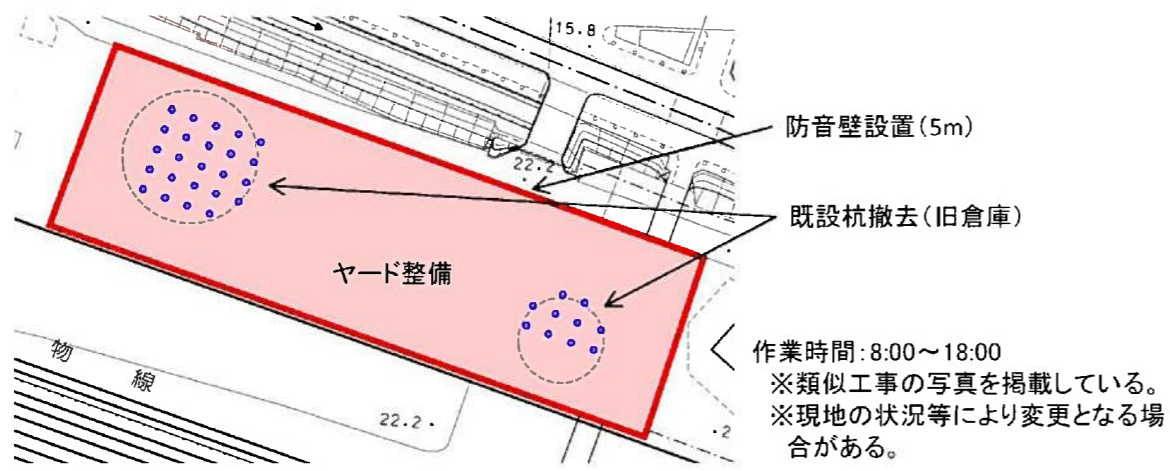 15.8
防音壁設置(5m)
22.2
既設杭撤去(旧倉庫)
ヤード整備
作業時間:8:00～18:00
※類似工事の写真を掲載している。
※現地の状況等により変更となる場
合がある。
物線
22.2
.2